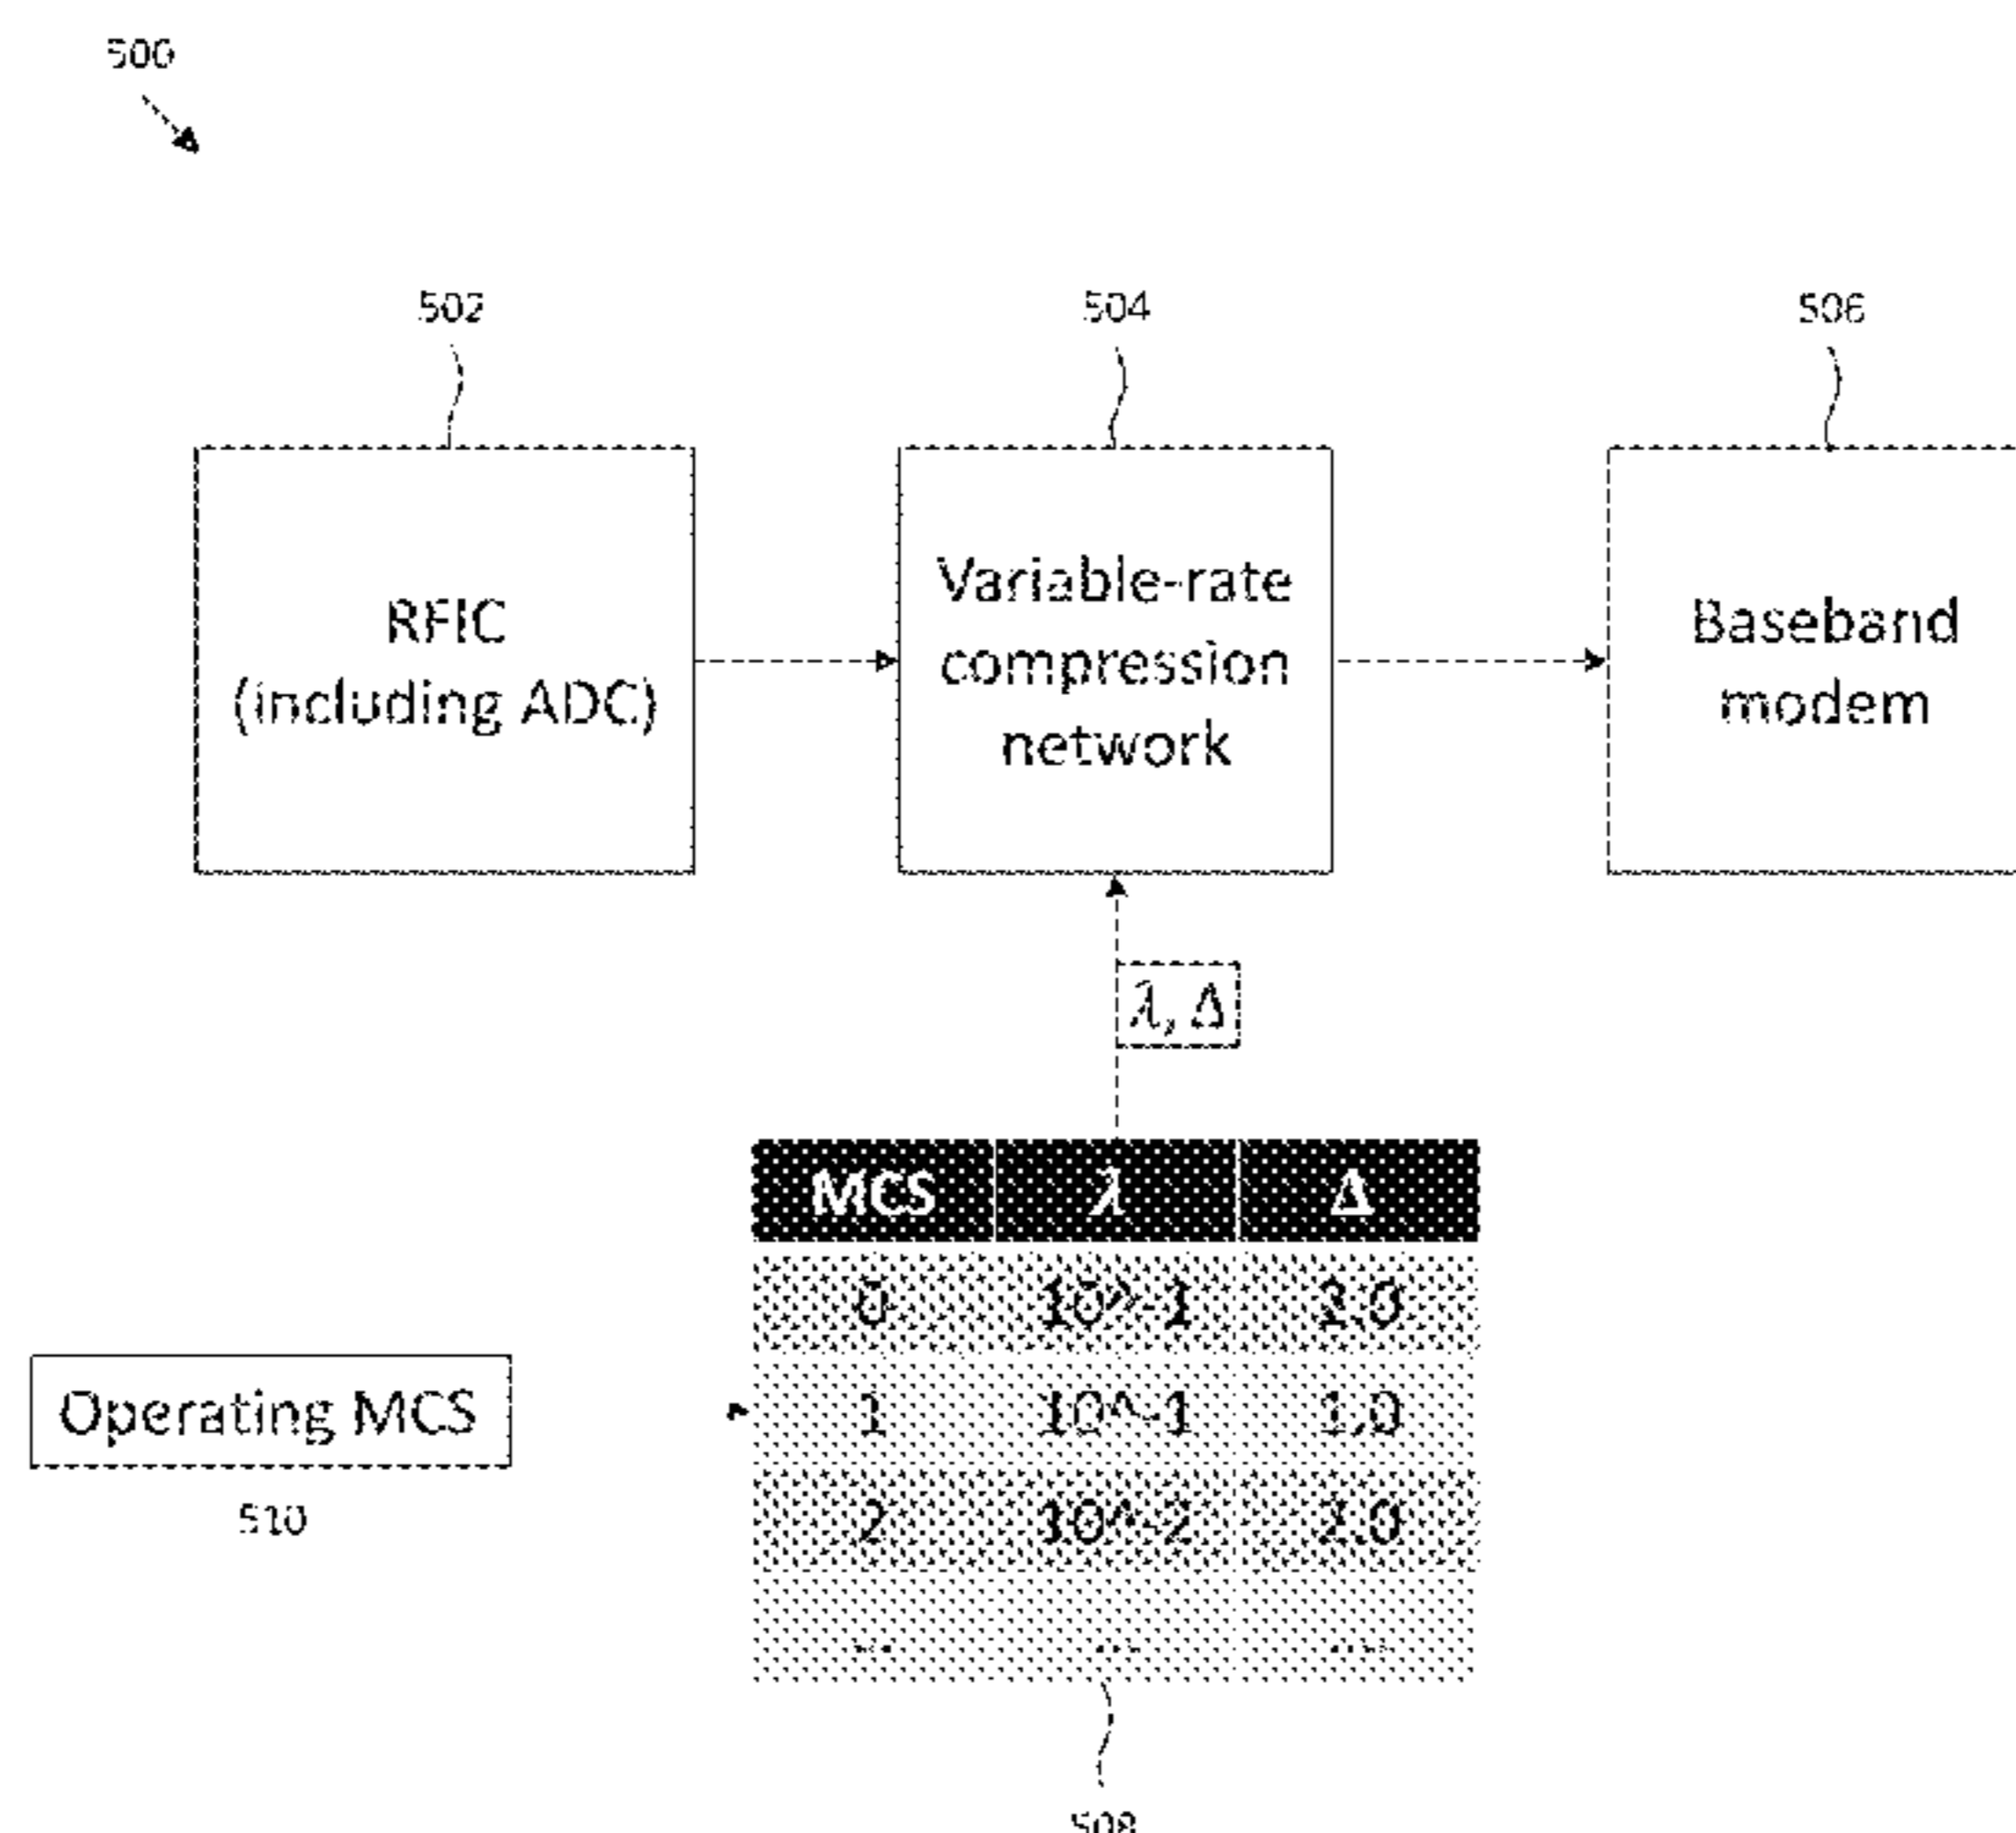 500
502
504
506
RFIC
(including ADC)
Variable-rate
compression
network
Baseband
modem
λ, Δ
MCS λ Δ
0 10^-1 2.0
1 10^-1 1.0
2 10^-2 2.0
... ... ...
Operating MCS
510
508